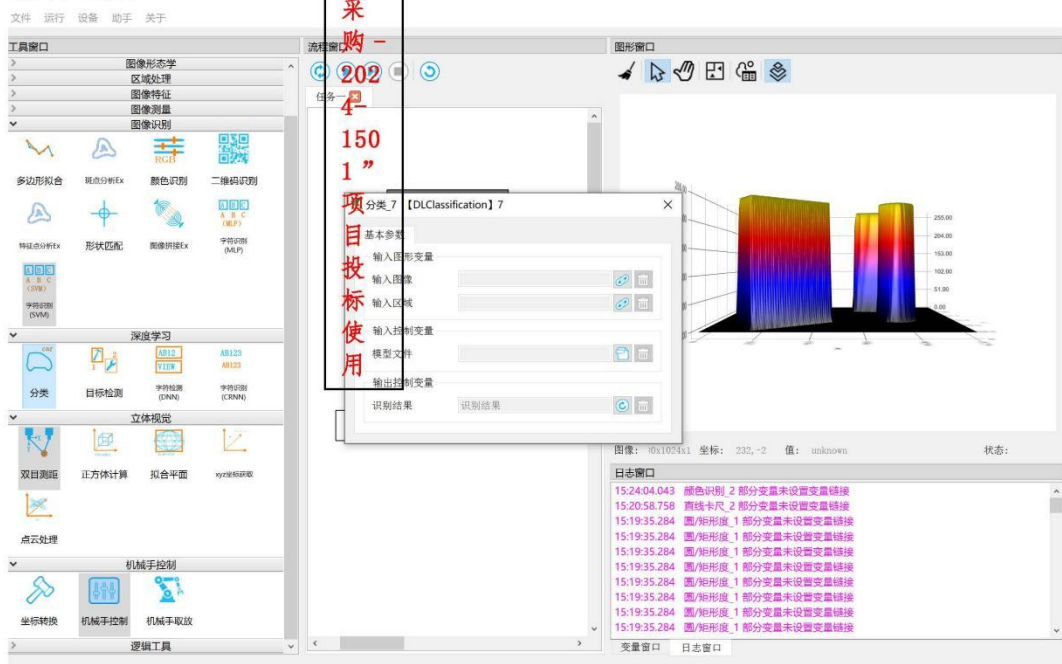 文件 运行 设备 助手 关于
工具窗口
图像形态学
区域处理
图像特征
图像测量
图像识别
RGB
多边形拟合 斑点分析Ex 颜色识别 二维码识别
A B C
(MLP)
特征点分析Ex 形状匹配 图像拼接Ex 字符识别
(MLP)
A B C
(SVM)
字符识别
(SVM)
深度学习
car
AB12
VIEW
AB123
AB123
分类 目标检测 字符检测
(DNN)
字符识别
(CRNN)
立体视觉
双目测距 正方体计算 拟合平面 xyz坐标获取
点云处理
机械手控制
坐标转换 机械手控制 机械手取放
逻辑工具
流程窗口
任务一
采
购-
202
4-
150
1”
项
目
投
标
使
用
分类_7 【DLClassification】7
基本参数
输入图形变量
输入图像
输入区域
输入控制变量
模型文件
输出控制变量
识别结果 识别结果
图形窗口
255.00
204.00
153.00
102.00
51.00
0.00
坐标: 232,-2 值: unknown 状态:
日志窗口
15:24:04.043 颜色识别_2 部分变量未设置变量链接
15:20:58.758 直线卡尺_2 部分变量未设置变量链接
15:19:35.284 圆/矩形度_1 部分变量未设置变量链接
15:19:35.284 圆/矩形度_1 部分变量未设置变量链接
15:19:35.284 圆/矩形度_1 部分变量未设置变量链接
15:19:35.284 圆/矩形度_1 部分变量未设置变量链接
15:19:35.284 圆/矩形度_1 部分变量未设置变量链接
15:19:35.284 圆/矩形度_1 部分变量未设置变量链接
15:19:35.284 圆/矩形度_1 部分变量未设置变量链接
15:19:35.284 圆/矩形度_1 部分变量未设置变量链接
变量窗口 日志窗口